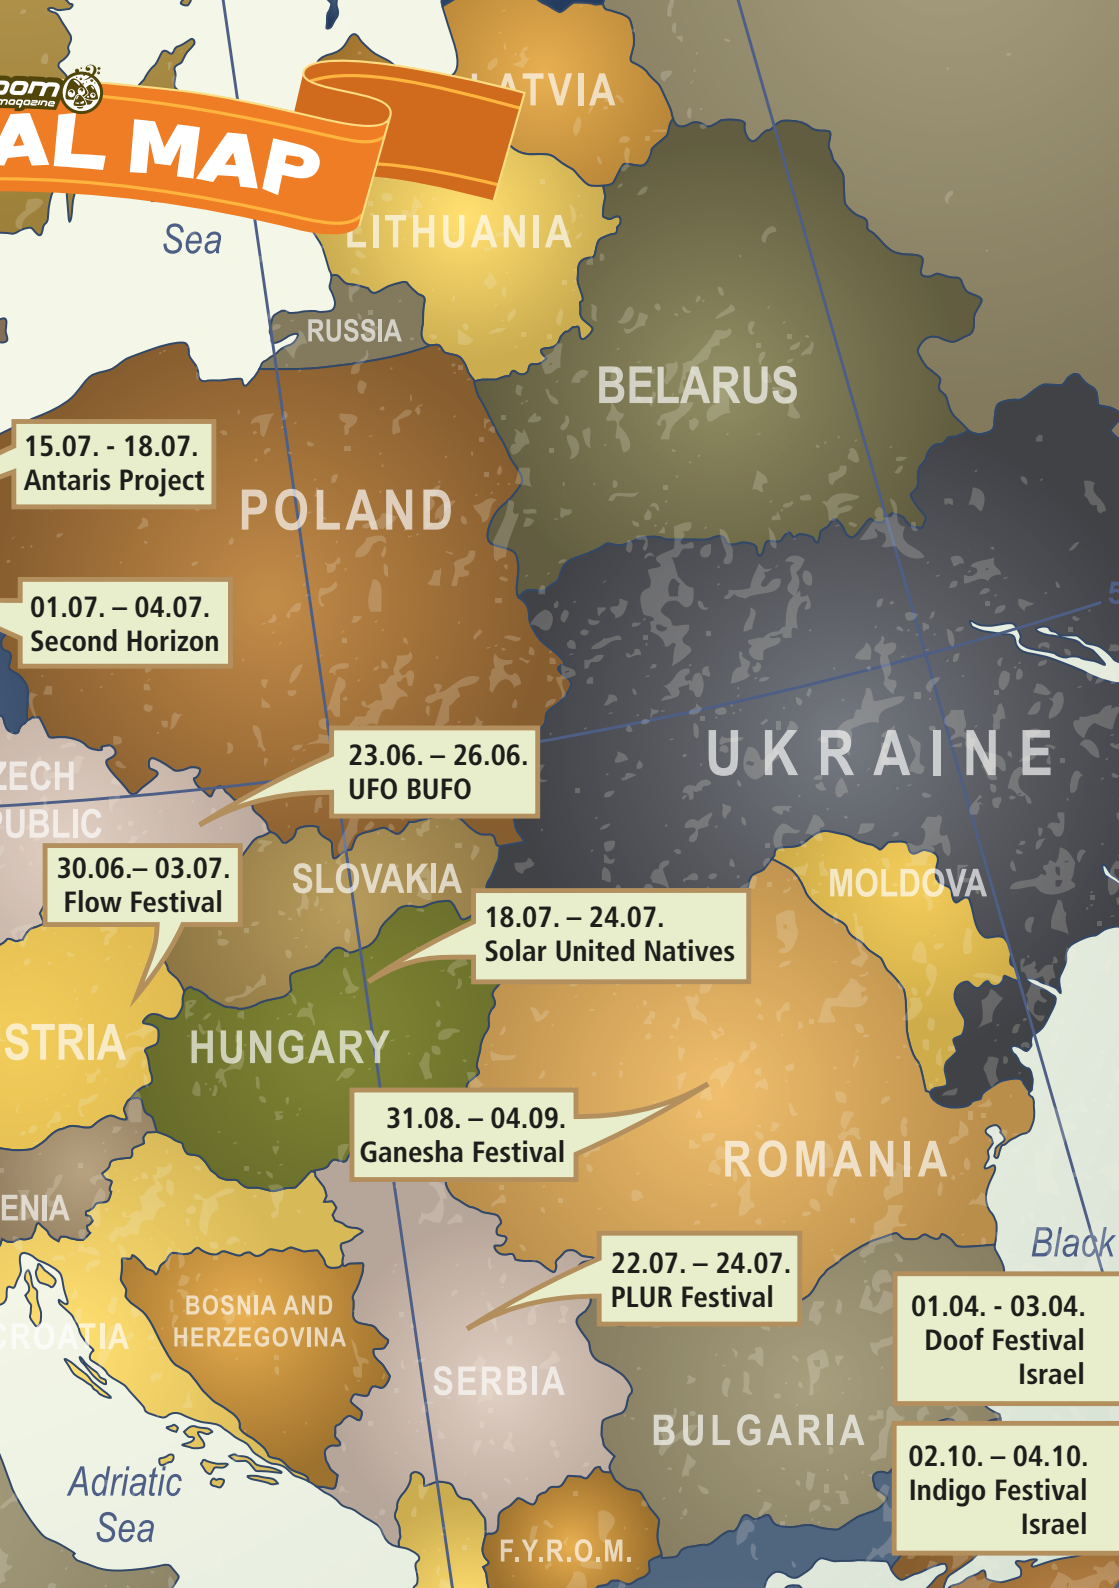 magazine
AL MAP
LATVIA
Sea
LITHUANIA
RUSSIA
BELARUS
15.07. - 18.07.
Antaris Project
POLAND
01.07. – 04.07.
Second Horizon
5
UKRAINE
23.06. – 26.06.
UFO BUFO
ZECH
PUBLIC
30.06.– 03.07.
Flow Festival
SLOVAKIA
MOLDOVA
18.07. – 24.07.
Solar United Natives
STRIA
HUNGARY
31.08. – 04.09.
Ganesha Festival
ROMANIA
ENIA
Black
22.07. – 24.07.
PLUR Festival
01.04. - 03.04.
Doof Festival
Israel
BOSNIA AND
HERZEGOVINA
CROATIA
SERBIA
BULGARIA
02.10. – 04.10.
Indigo Festival
Israel
Adriatic
Sea
F.Y.R.O.M.